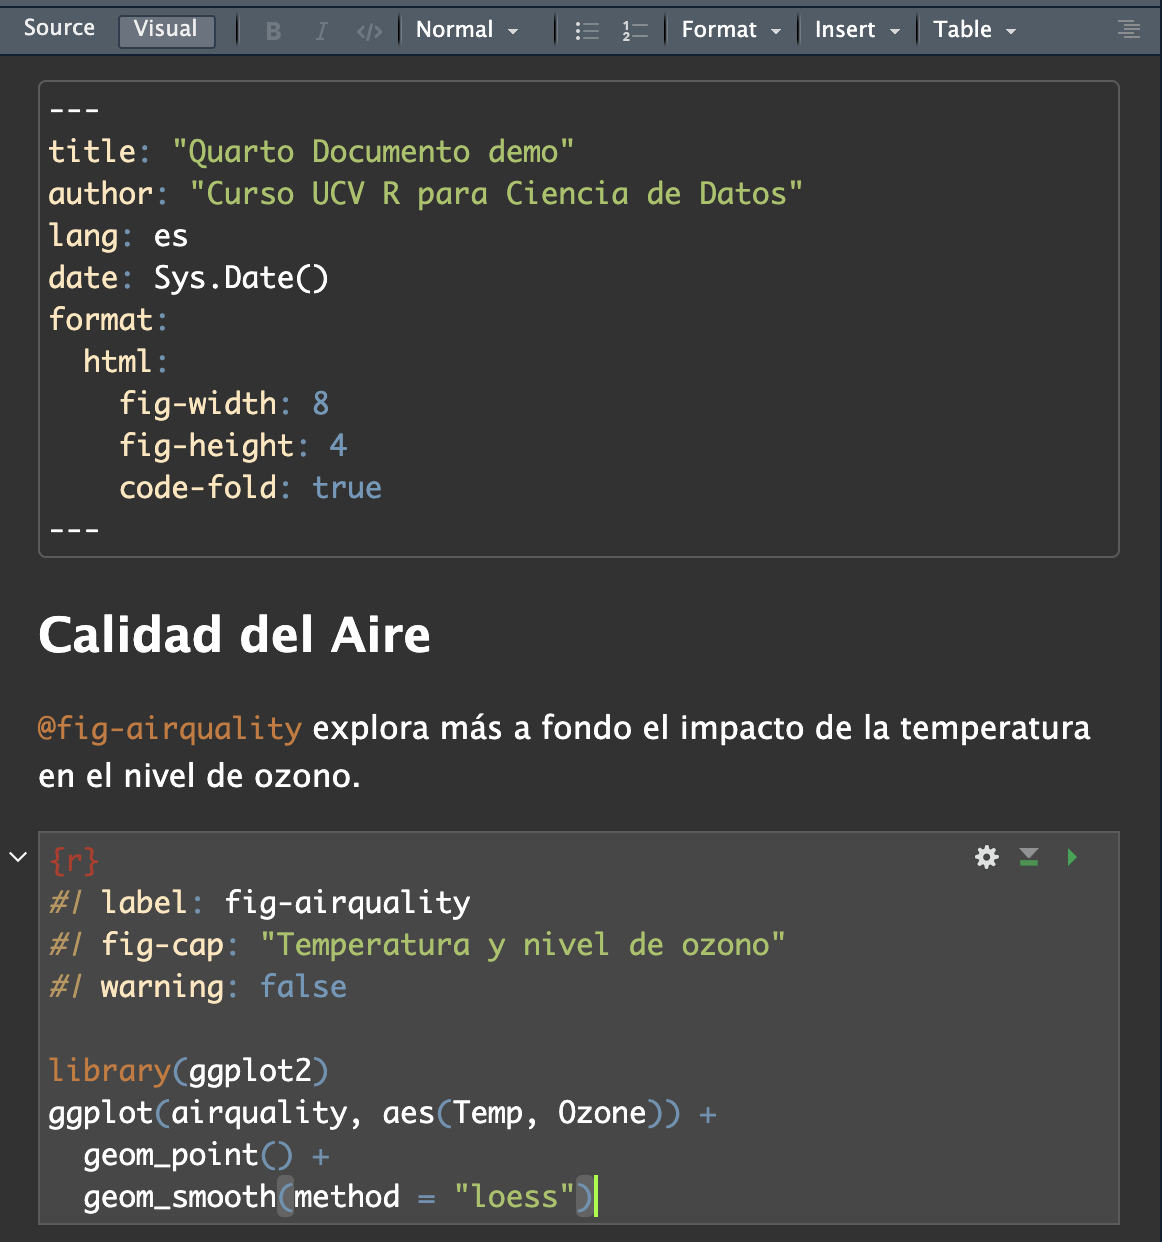 Source Visual B I </> Normal Format Insert Table
---
title: "Quarto Documento demo"
author: "Curso UCV R para Ciencia de Datos"
lang: es
date: Sys.Date()
format:
  html:
    fig-width: 8
    fig-height: 4
    code-fold: true
---
Calidad del Aire
@fig-airquality explora más a fondo el impacto de la temperatura
en el nivel de ozono.
{r}
#| label: fig-airquality
#| fig-cap: "Temperatura y nivel de ozono"
#| warning: false
library(ggplot2)
ggplot(airquality, aes(Temp, Ozone)) +
  geom_point() +
  geom_smooth(method = "loess")